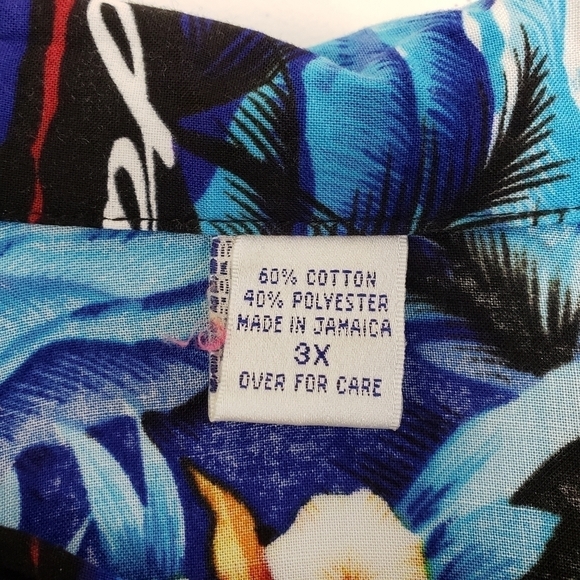 60% COTTON
40% POLYESTER
MADE IN JAMAICA
3X
OVER FOR CARE